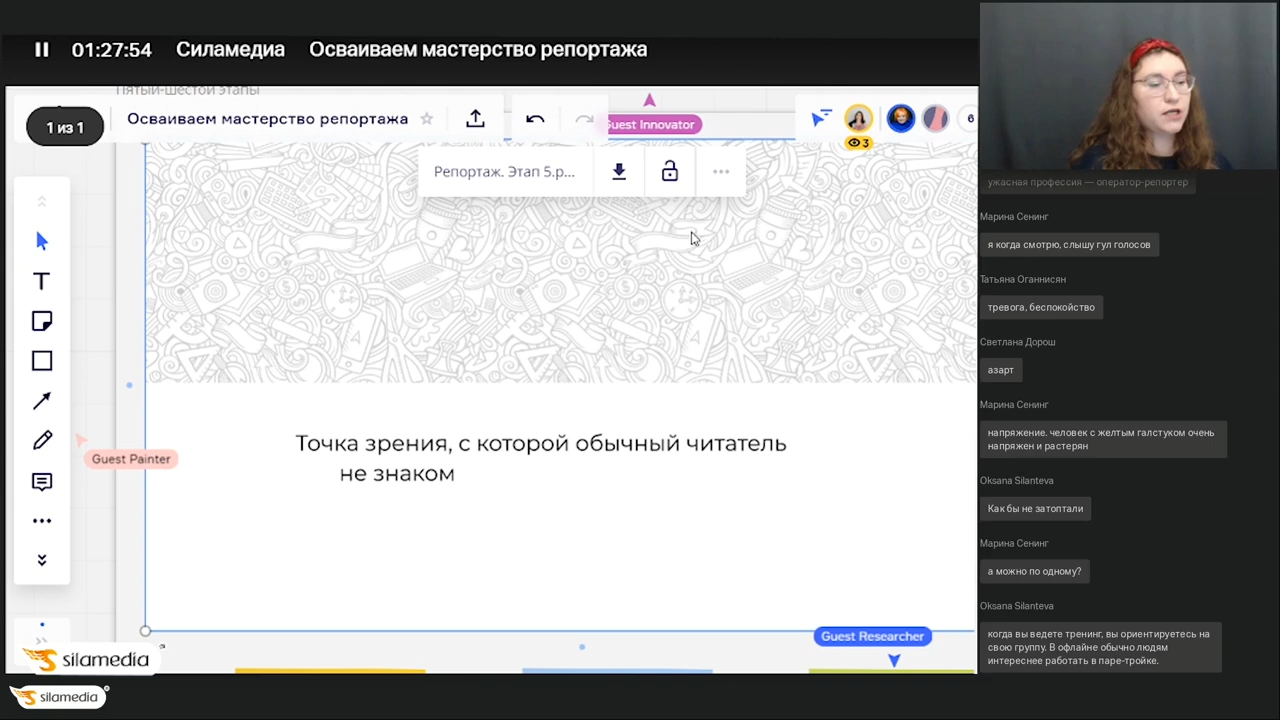 01:27:54 Силамедиа Осваиваем мастерство репортажа
Пятый-шестой этапы
1 из 1
Осваиваем мастерство репортажа
Guest Innovator
6
3
Репортаж. Этап 5.p...
T
Точка зрения, с которой обычный читатель
не знаком
Guest Painter
Guest Researcher
silamedia
silamedia
ужасная профессия — оператор-репортер
Марина Сенинг
я когда смотрю, слышу гул голосов
Татьяна Оганнисян
тревога, беспокойство
Светлана Дорош
азарт
Марина Сенинг
напряжение. человек с желтым галстуком очень
напряжен и растерян
Oksana Silanteva
Как бы не затоптали
Марина Сенинг
а можно по одному?
Oksana Silanteva
когда вы ведете тренинг, вы ориентируетесь на
свою группу. В офлайне обычно людям
интереснее работать в паре-тройке.